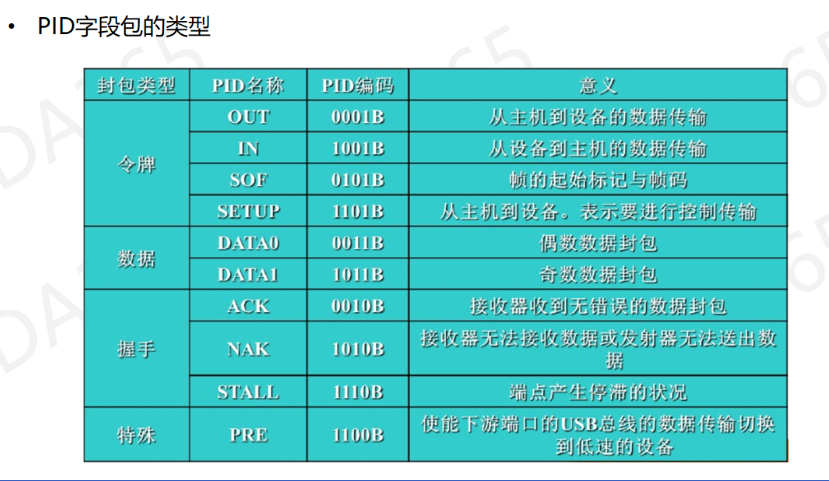 • PID字段包的类型
封包类型 PID名称 PID编码 意义
令牌 OUT 0001B 从主机到设备的数据传输
IN 1001B 从设备到主机的数据传输
SOF 0101B 帧的起始标记与帧码
SETUP 1101B 从主机到设备。表示要进行控制传输
数据 DATA0 0011B 偶数数据封包
DATA1 1011B 奇数数据封包
握手 ACK 0010B 接收器收到无错误的数据封包
NAK 1010B 接收器无法接收数据或发射器无法送出数
据
STALL 1110B 端点产生停滞的状况
特殊 PRE 1100B 使能下游端口的USB总线的数据传输切换
到低速的设备